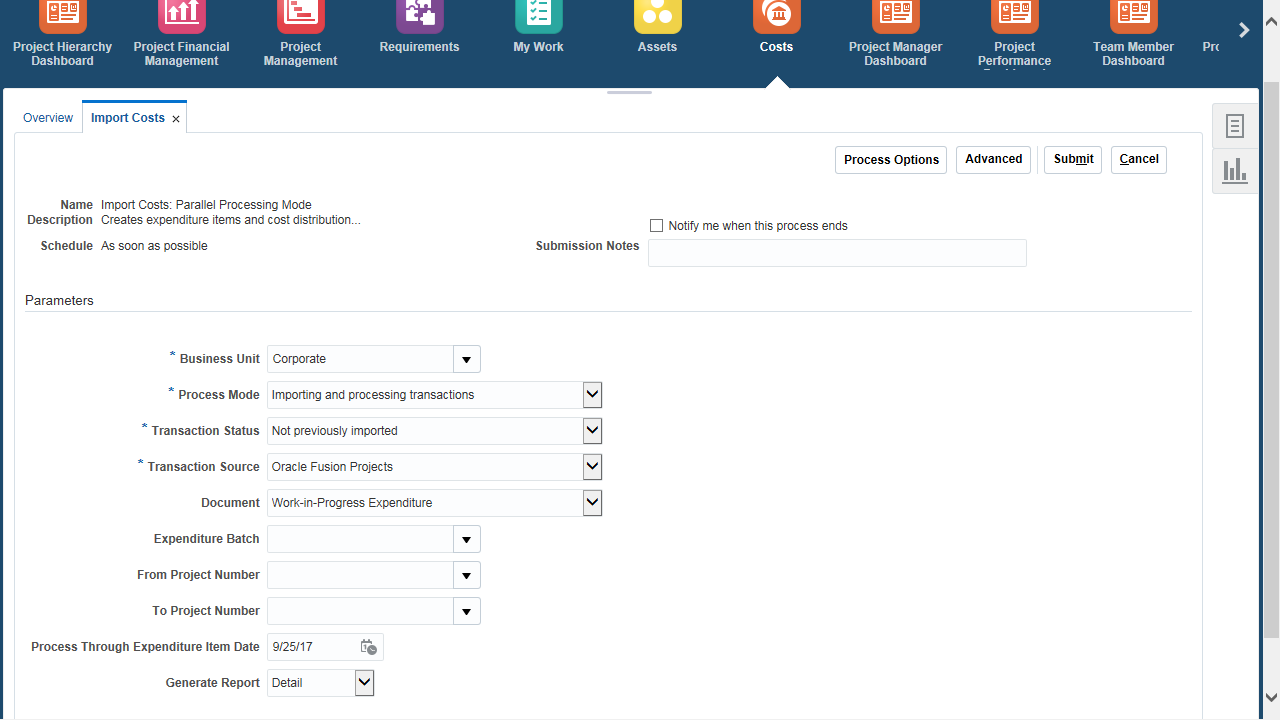 Project Hierarchy Dashboard
Project Financial Management
Project Management
Requirements
My Work
Assets
Costs
Project Manager Dashboard
Project Performance
Team Member Dashboard
Overview
Import Costs
Process Options
Advanced
Submit
Cancel
Name Import Costs: Parallel Processing Mode
Description Creates expenditure items and cost distribution...
Notify me when this process ends
Schedule As soon as possible
Submission Notes
Parameters
* Business Unit Corporate
* Process Mode Importing and processing transactions
* Transaction Status Not previously imported
* Transaction Source Oracle Fusion Projects
Document Work-in-Progress Expenditure
Expenditure Batch
From Project Number
To Project Number
Process Through Expenditure Item Date 9/25/17
Generate Report Detail